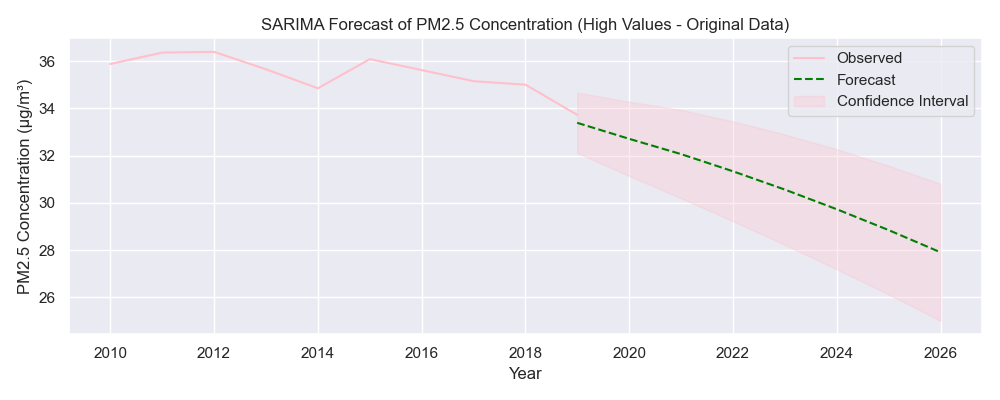 SARIMA Forecast of PM2.5 Concentration (High Values - Original Data)
PM2.5 Concentration (μg/m³)
36
34
32
30
28
26
Observed
Forecast
Confidence Interval
2010 2012 2014 2016 2018 2020 2022 2024 2026
Year